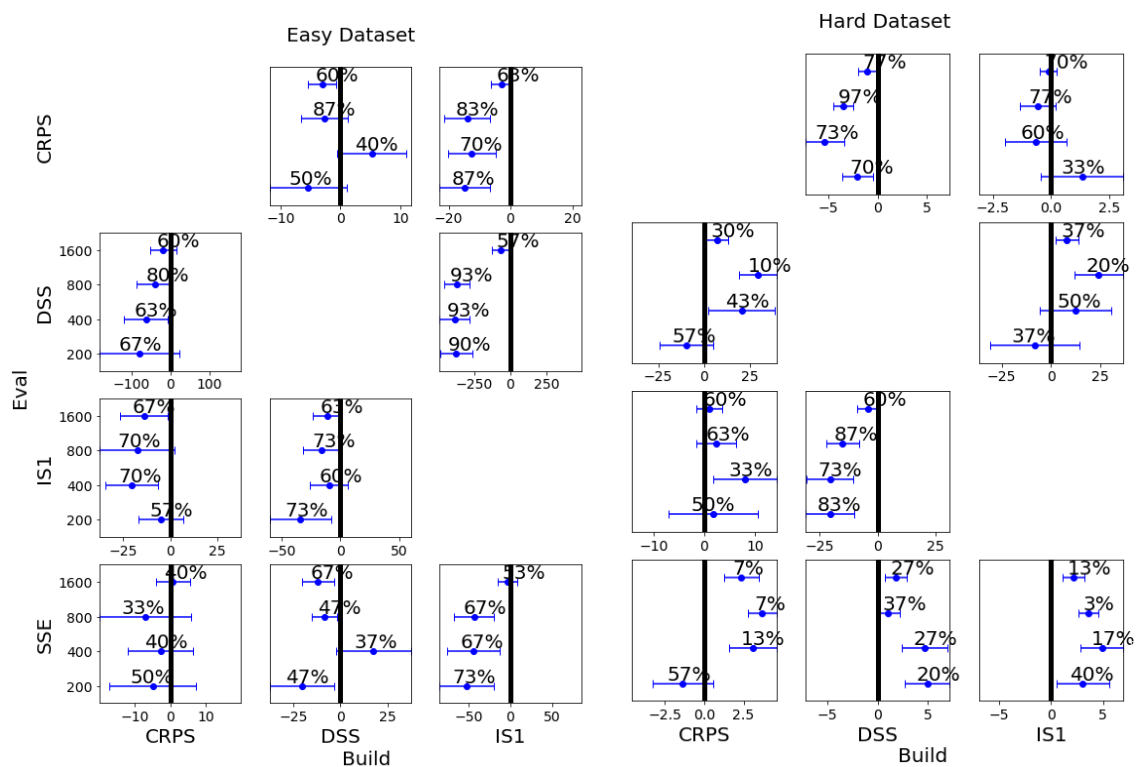 Easy Dataset
Hard Dataset
CRPS
60%
87%
40%
50%
−10 0 10
63%
83%
70%
87%
−20 0 20
77%
97%
73%
70%
−5 0 5
70%
77%
60%
33%
−2.5 0.0 2.5
DSS
1600
800
400
200
60%
80%
63%
67%
−100 0 100
57%
93%
93%
90%
−250 0 250
30%
10%
43%
57%
−25 0 25
37%
20%
50%
37%
−25 0 25
Eval
IS1
1600
800
400
200
67%
70%
70%
57%
−25 0 25
63%
73%
60%
73%
−50 0 50
60%
63%
33%
50%
−10 0 10
60%
87%
73%
83%
−25 0 25
SSE
1600
800
400
200
40%
33%
40%
50%
−10 0 10
67%
47%
37%
47%
−25 0 25
53%
67%
67%
73%
−50 0 50
7%
7%
13%
57%
−2.5 0.0 2.5
27%
37%
27%
20%
−5 0 5
13%
3%
17%
40%
−5 0 5
CRPS DSS IS1
Build
CRPS DSS IS1
Build